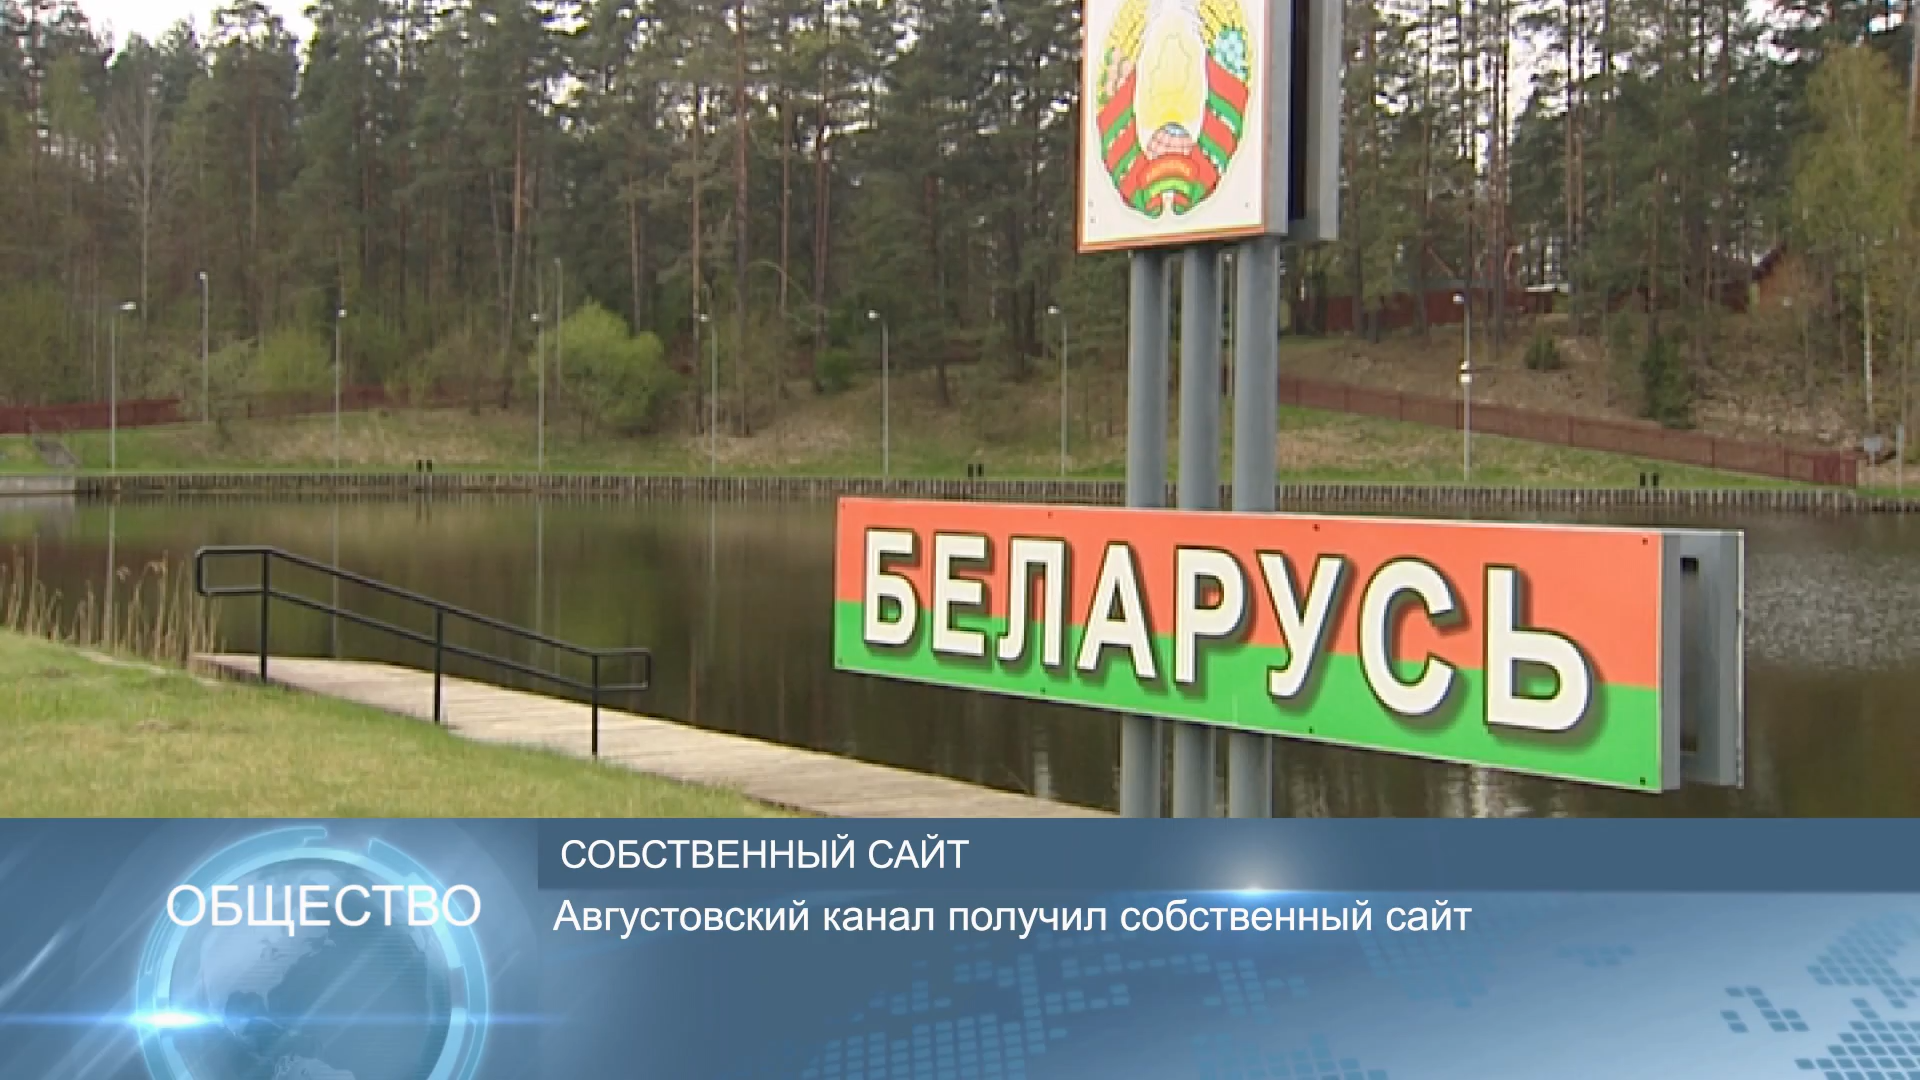 БЕЛАРУСЬ
ОБЩЕСТВО
СОБСТВЕННЫЙ САЙТ
Августовский канал получил собственный сайт